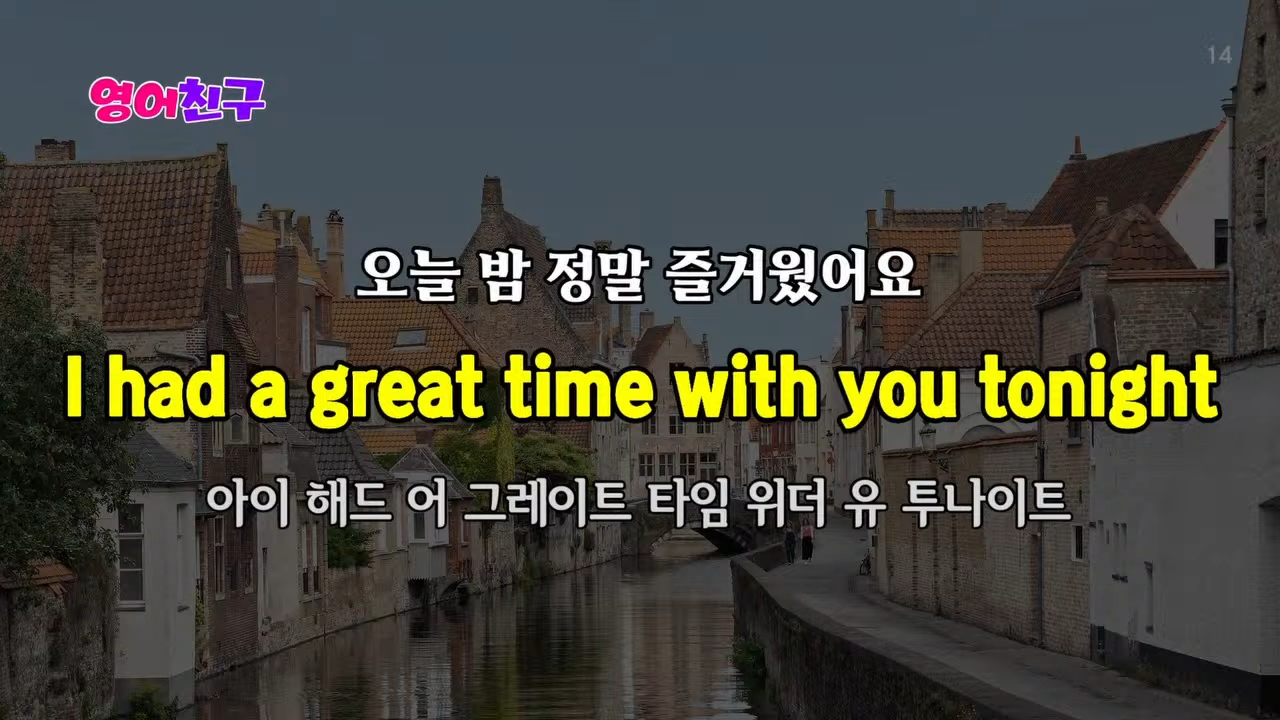 14
영어친구
오늘 밤 정말 즐거웠어요
I had a great time with you tonight
아이 해드 어 그레이트 타임 위더 유 투나이트